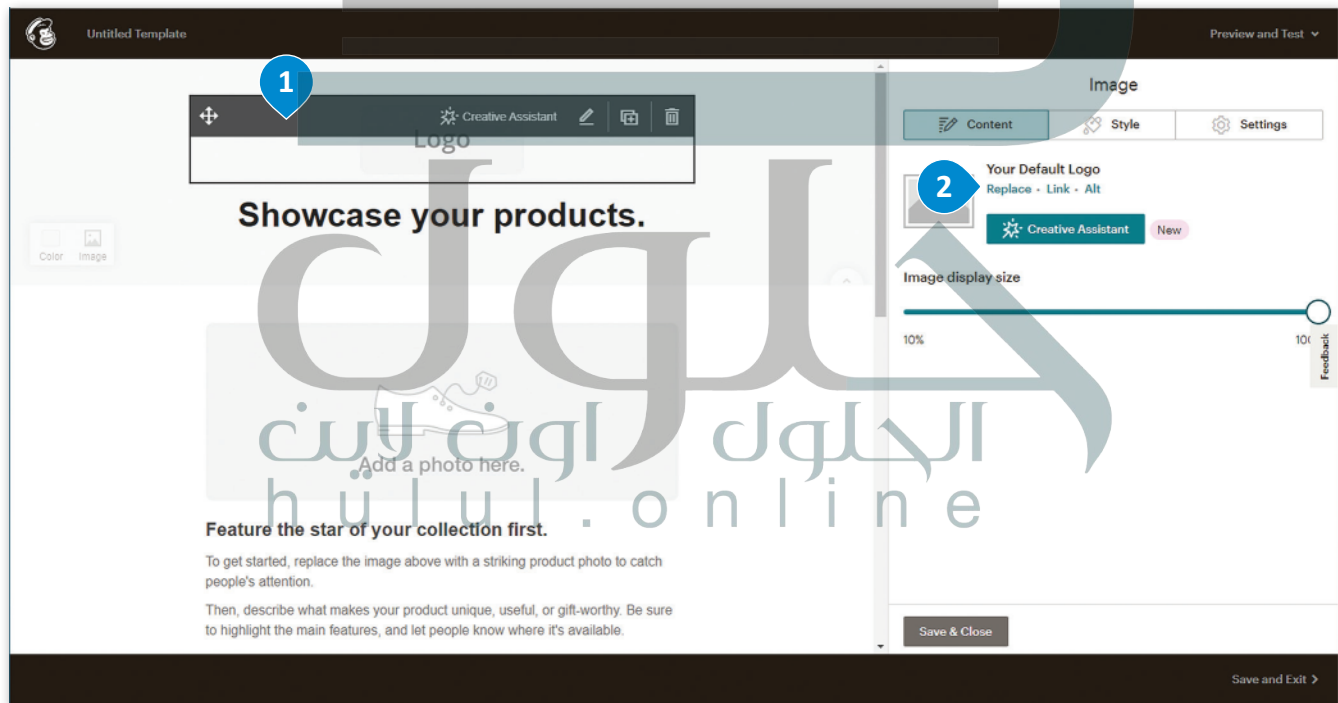 Untitled Template
Preview and Test
1
Creative Assistant
Logo
Showcase your products.
Color Image
Add a photo here.
Feature the star of your collection first.
To get started, replace the image above with a striking product photo to catch
people's attention.
Then, describe what makes your product unique, useful, or gift-worthy. Be sure
to highlight the main features, and let people know where it's available.
Image
Content Style Settings
2
Your Default Logo
Replace - Link - Alt
Creative Assistant New
Image display size
10%
Feedback
Save & Close
Save and Exit
حلول
الحلول اون لاين
hulul.online